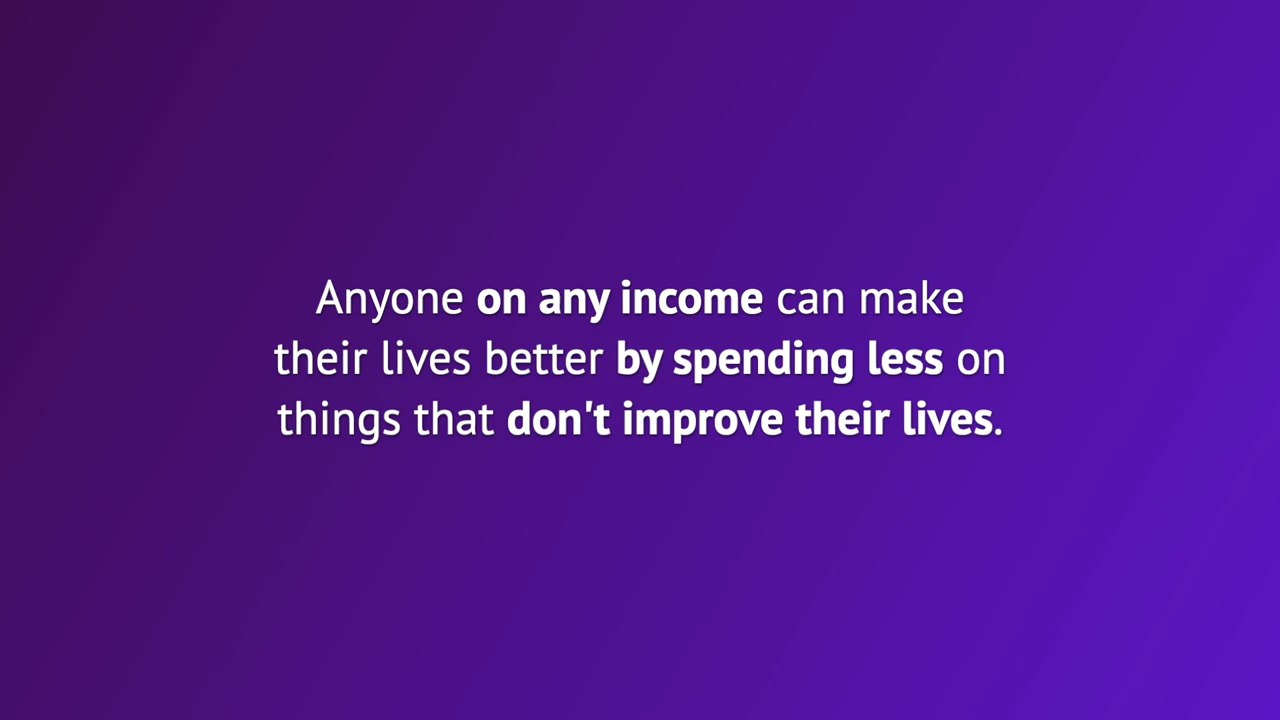 Anyone on any income can make
their lives better by spending less on
things that don't improve their lives.